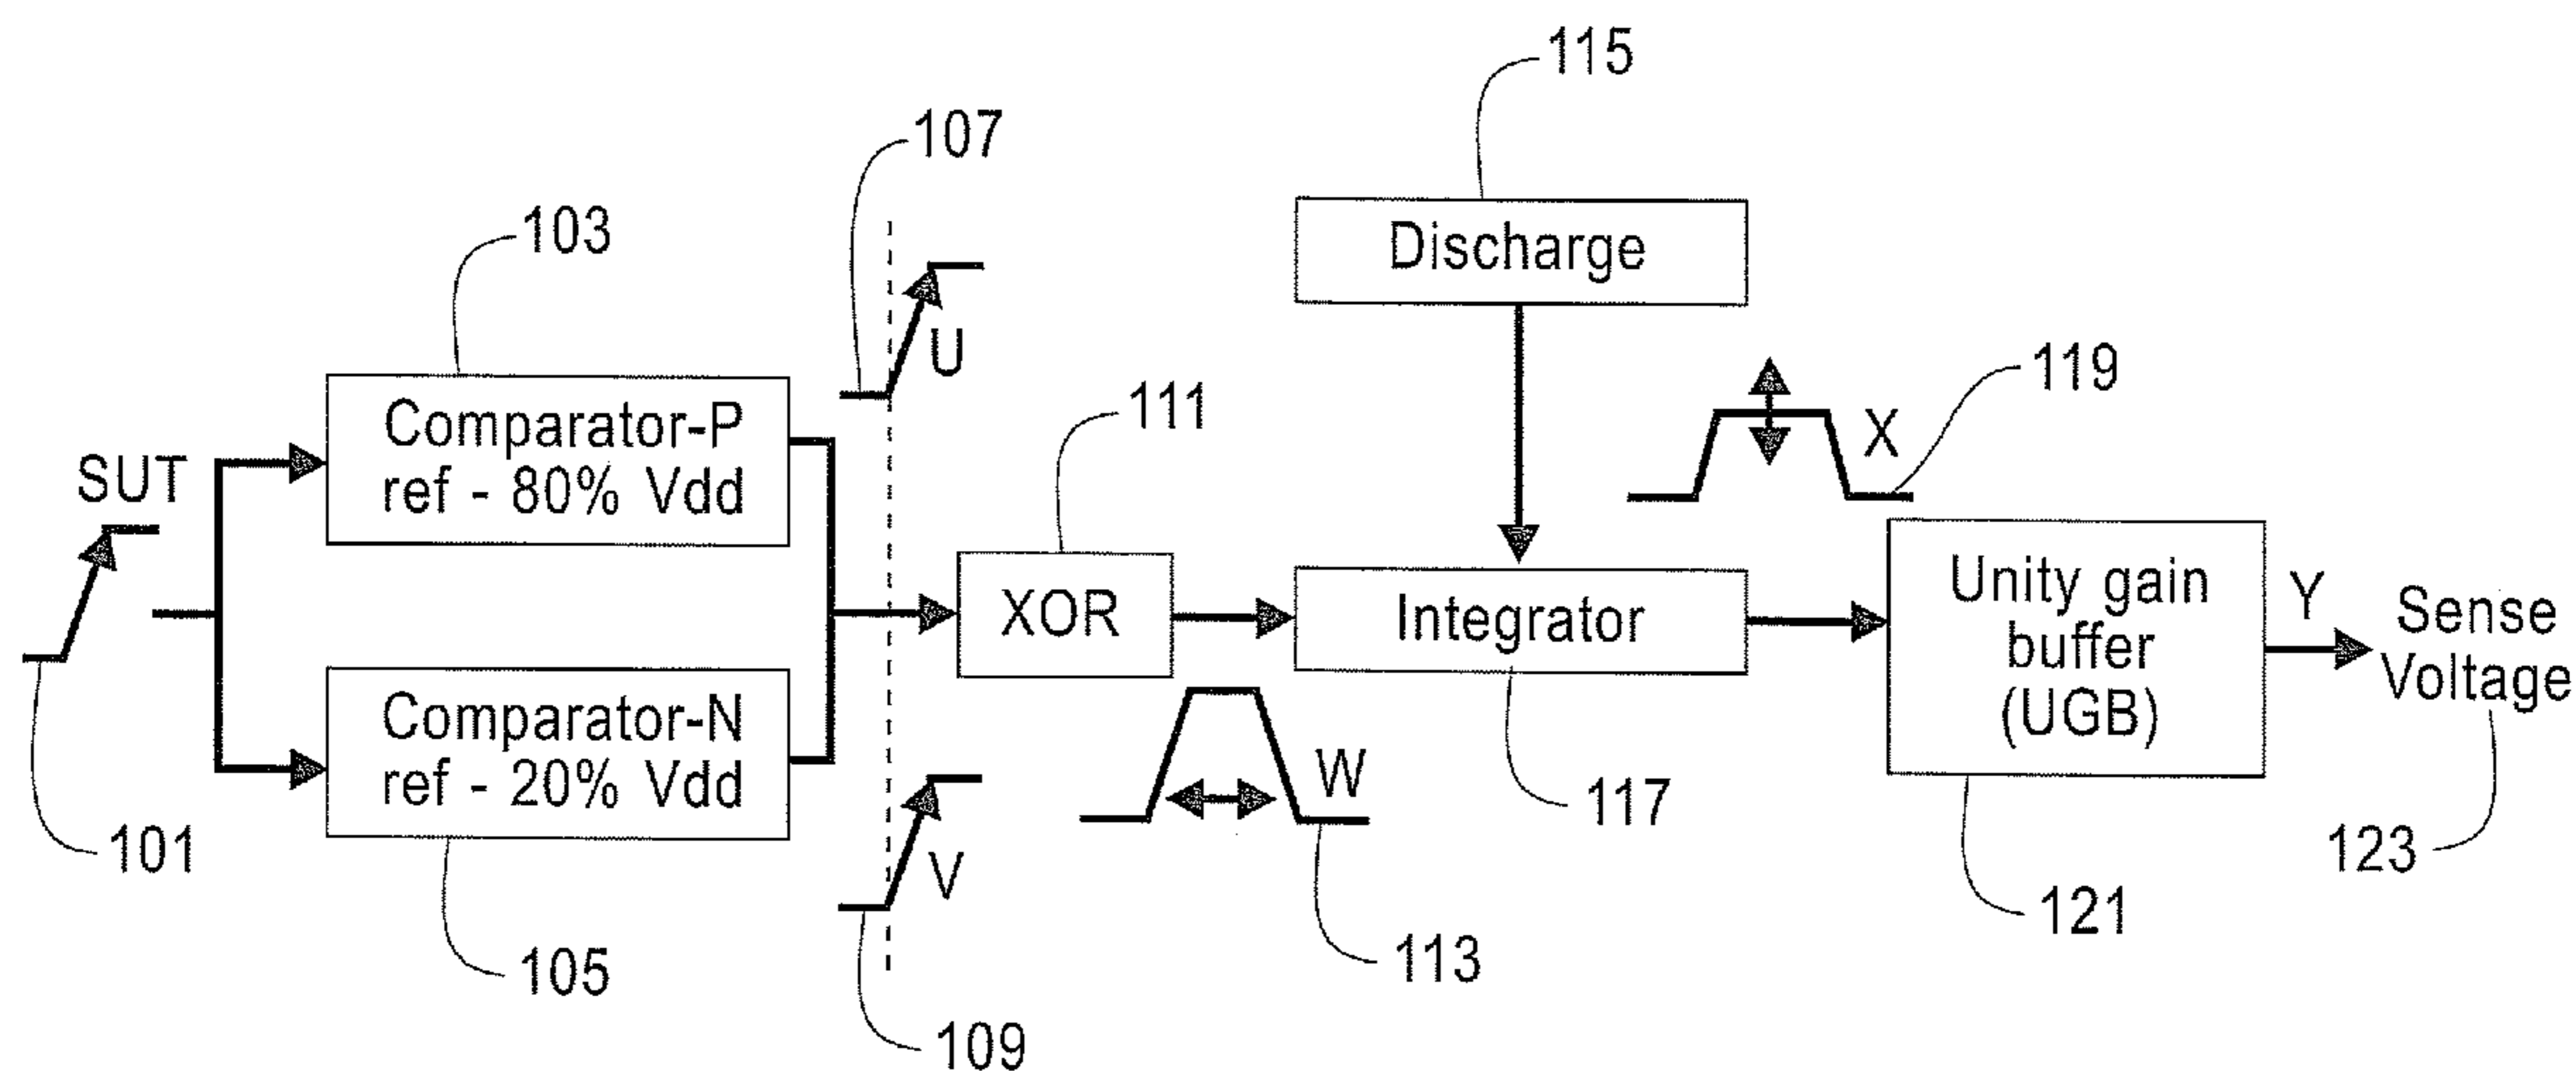 115
107
103
Discharge
U
119
111
X
Comparator-P
ref - 80% Vdd
SUT
XOR
Integrator
Unity gain
buffer
(UGB)
Y
Sense
Voltage
Comparator-N
ref - 20% Vdd
W
117
101
V
123
105
113
121
109